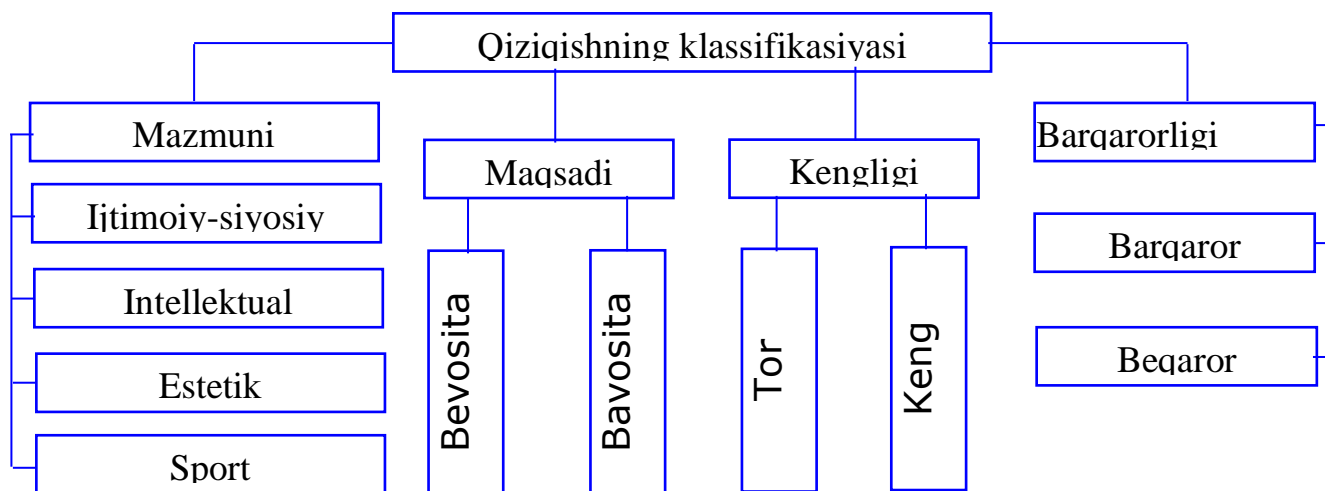 Qiziqishning klassifikasiyasi
Mazmuni
Ijtimoiy-siyosiy
Intellektual
Estetik
Sport
Maqsadi
Bevosita
Bavosita
Kengligi
Tor
Keng
Barqarorligi
Barqaror
Beqaror